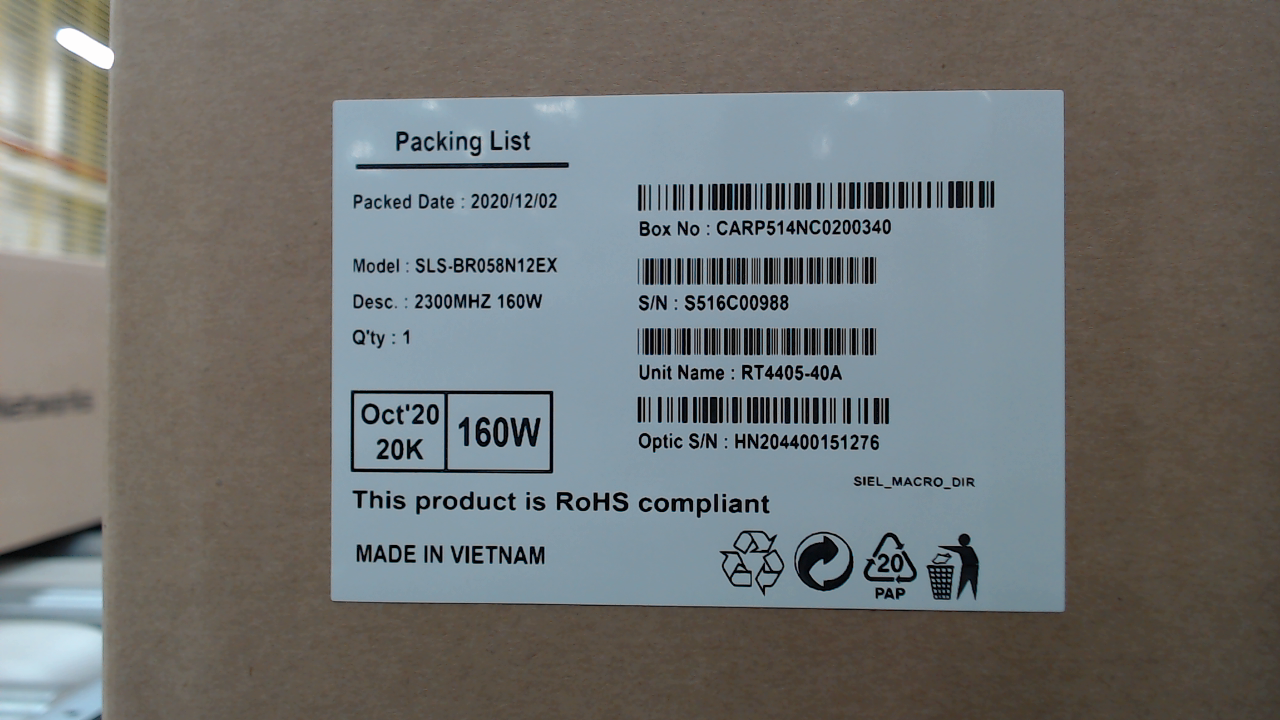 Packing List
Packed Date : 2020/12/02
Box No : CARP514NC0200340
Model : SLS-BR058N12EX
S/N : S516C00988
Desc. : 2300MHZ 160W
Q'ty : 1
Unit Name : RT4405-40A
Optic S/N : HN204400151276
Oct'20
20K
160W
SIEL_MACRO_DIR
This product is RoHS compliant
MADE IN VIETNAM
20
PAP